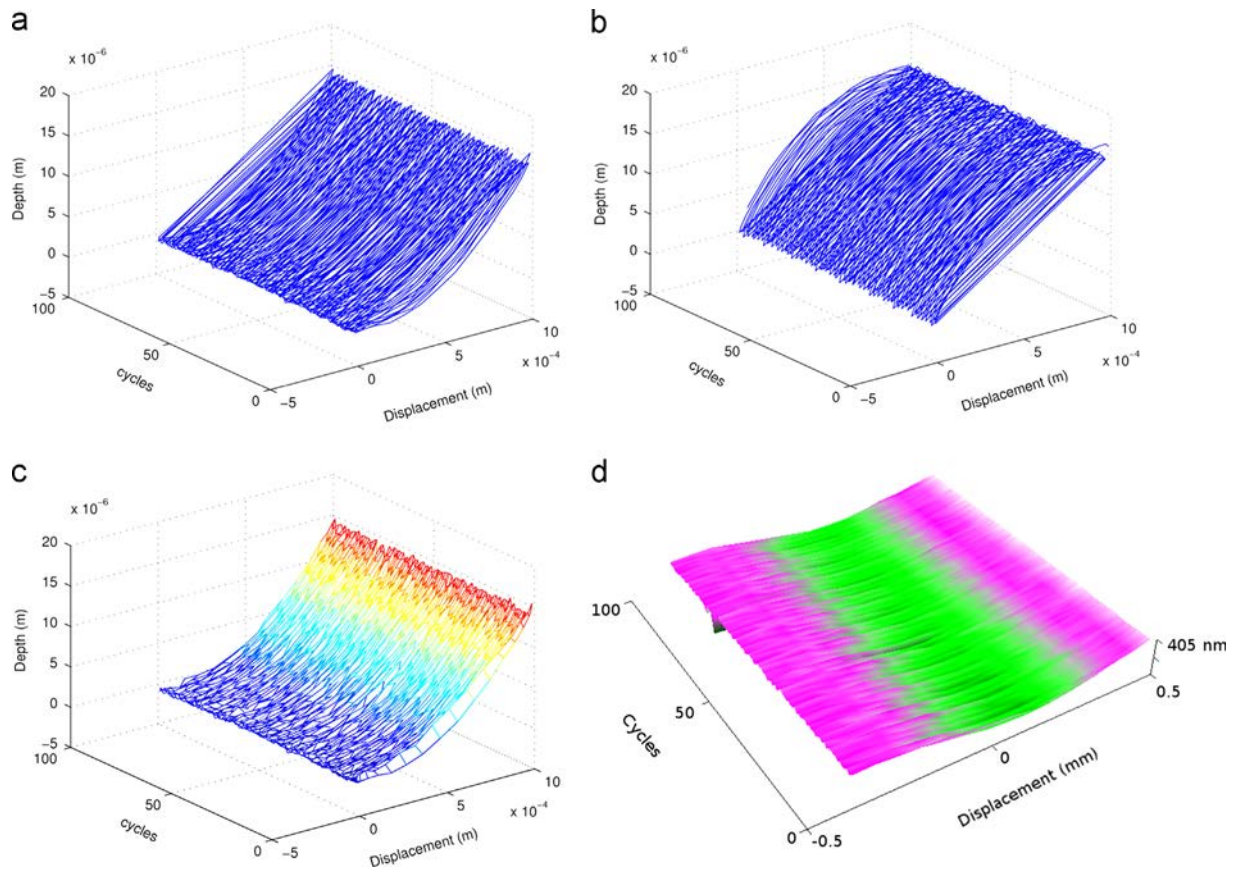 a
x 10⁻⁶
20
15
10
5
0
−5
100
50
0
−5
0
5
10
x 10⁻⁴
Depth (m)
cycles
Displacement (m)
b
x 10⁻⁶
20
15
10
5
0
−5
100
50
0
−5
0
5
10
x 10⁻⁴
Depth (m)
cycles
Displacement (m)
c
x 10⁻⁶
20
15
10
5
0
−5
100
50
0
−5
0
5
10
x 10⁻⁴
Depth (m)
cycles
Displacement (m)
d
100
50
0
-0.5
0
0.5
405 nm
Cycles
Displacement (mm)